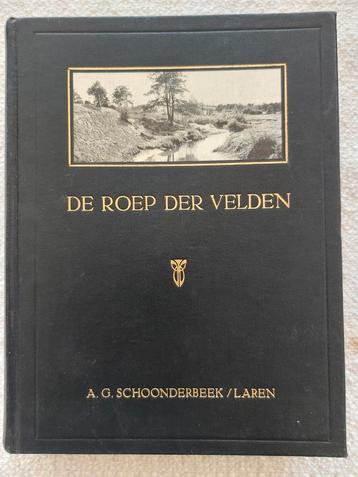 DE ROEP DER VELDEN
A. G. SCHOONDERBEEK / LAREN